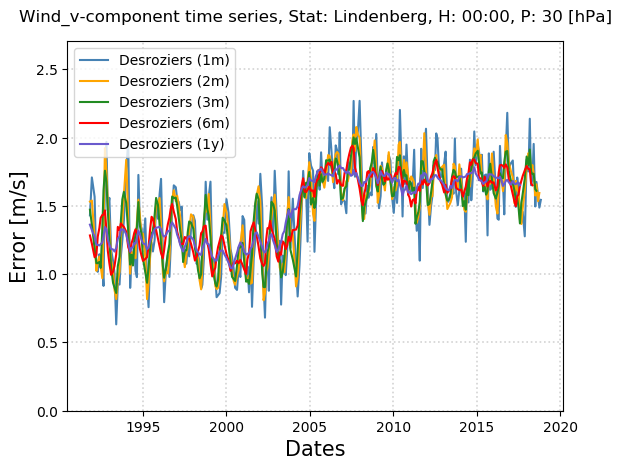 Wind_v-component time series, Stat: Lindenberg, H: 00:00, P: 30 [hPa]
Desroziers (1m)
Desroziers (2m)
Desroziers (3m)
Desroziers (6m)
Desroziers (1y)
Error [m/s]
2.5
2.0
1.5
1.0
0.5
0.0
1995 2000 2005 2010 2015 2020
Dates